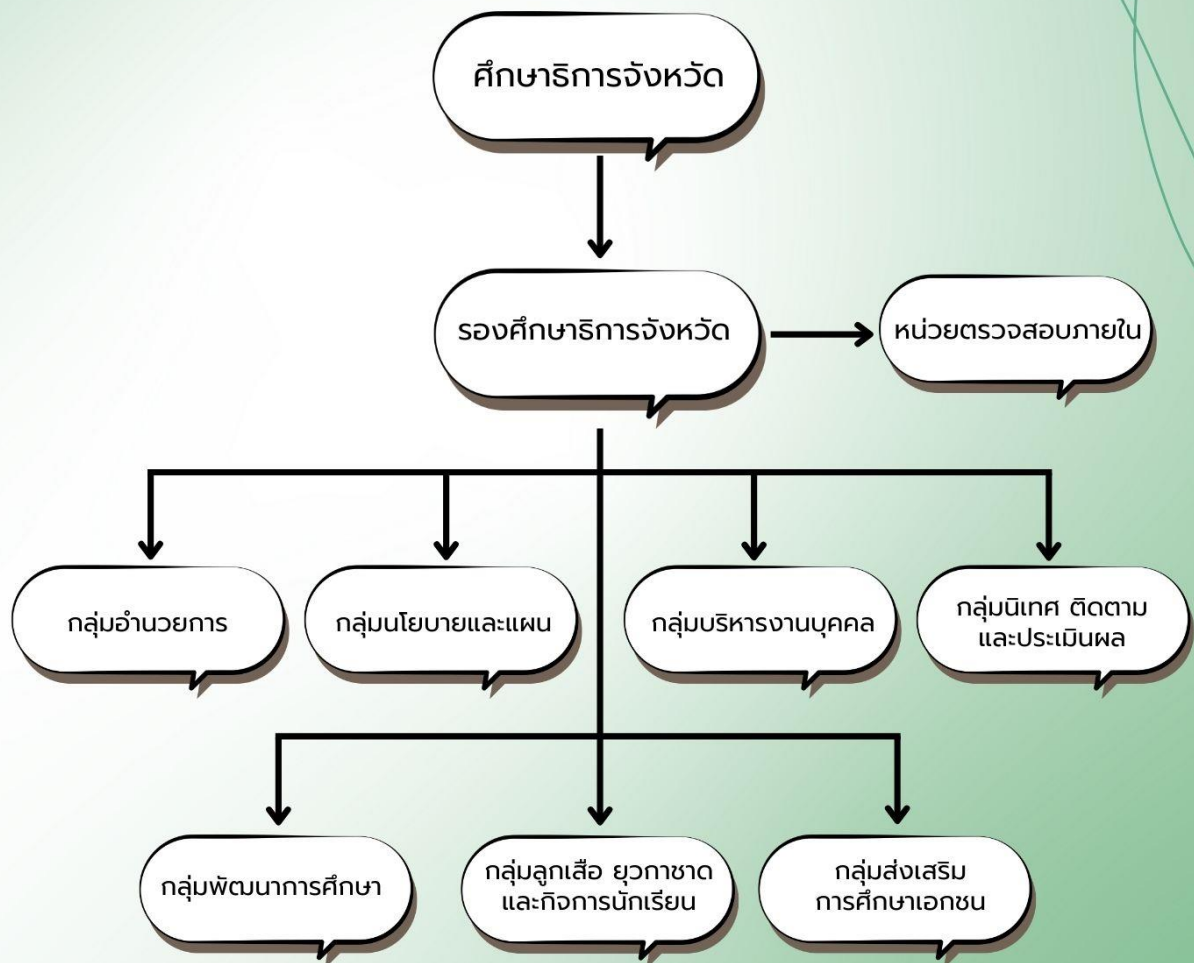 ศึกษาธิการจังหวัด
รองศึกษาธิการจังหวัด
หน่วยตรวจสอบภายใน
กลุ่มอำนวยการ
กลุ่มนโยบายและแผน
กลุ่มบริหารงานบุคคล
กลุ่มนิเทศ ติดตาม
และประเมินผล
กลุ่มพัฒนาการศึกษา
กลุ่มลูกเสือ ยุวกาชาด
และกิจการนักเรียน
กลุ่มส่งเสริม
การศึกษาเอกชน